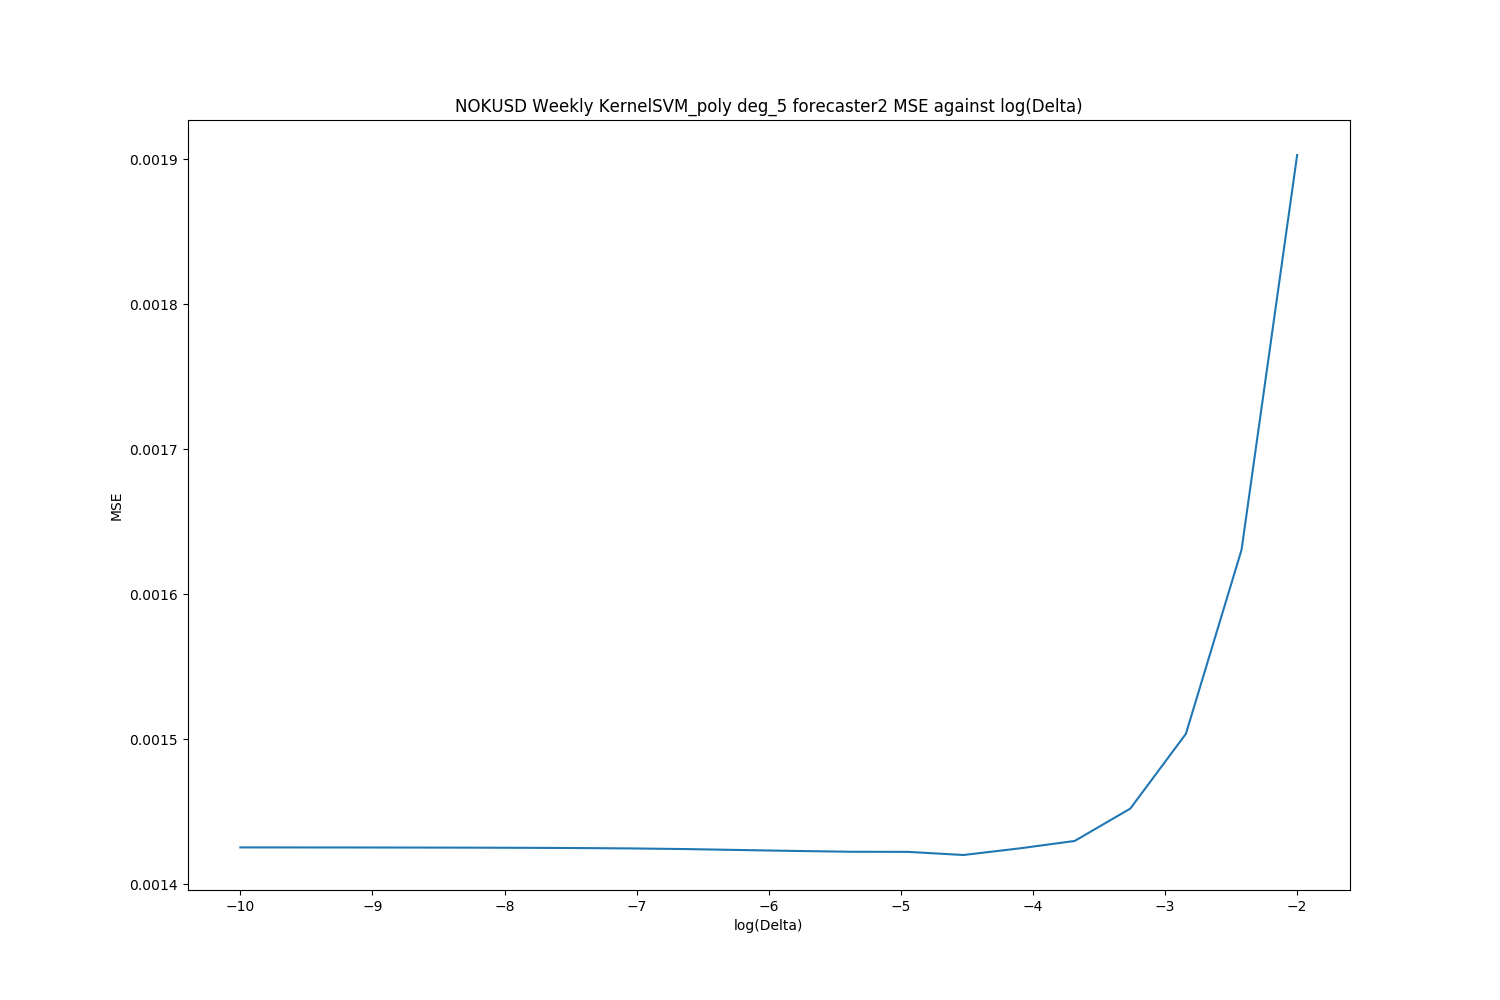 NOKUSD Weekly KernelSVM_poly deg_5 forecaster2 MSE against log(Delta)
0.0019
0.0018
0.0017
0.0016
0.0015
0.0014
MSE
−10 −9 −8 −7 −6 −5 −4 −3 −2
log(Delta)